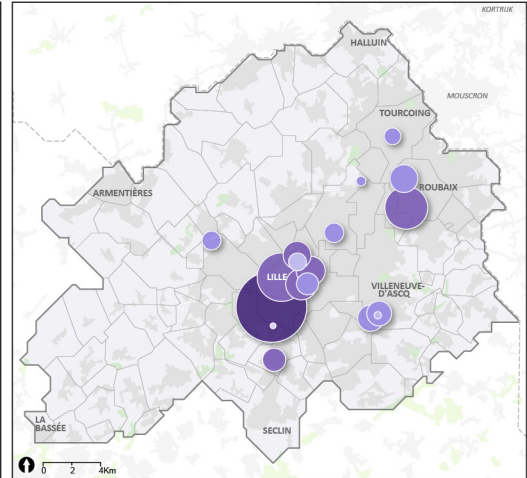 KORTRIJK
HALLUIN
MOUSCRON
TOURCOING
ARMENTIÈRES
ROUBAIX
LILLE
VILLENEUVE-
D'ASCQ
LA
BASSÉE
SECLIN
0 2 4Km